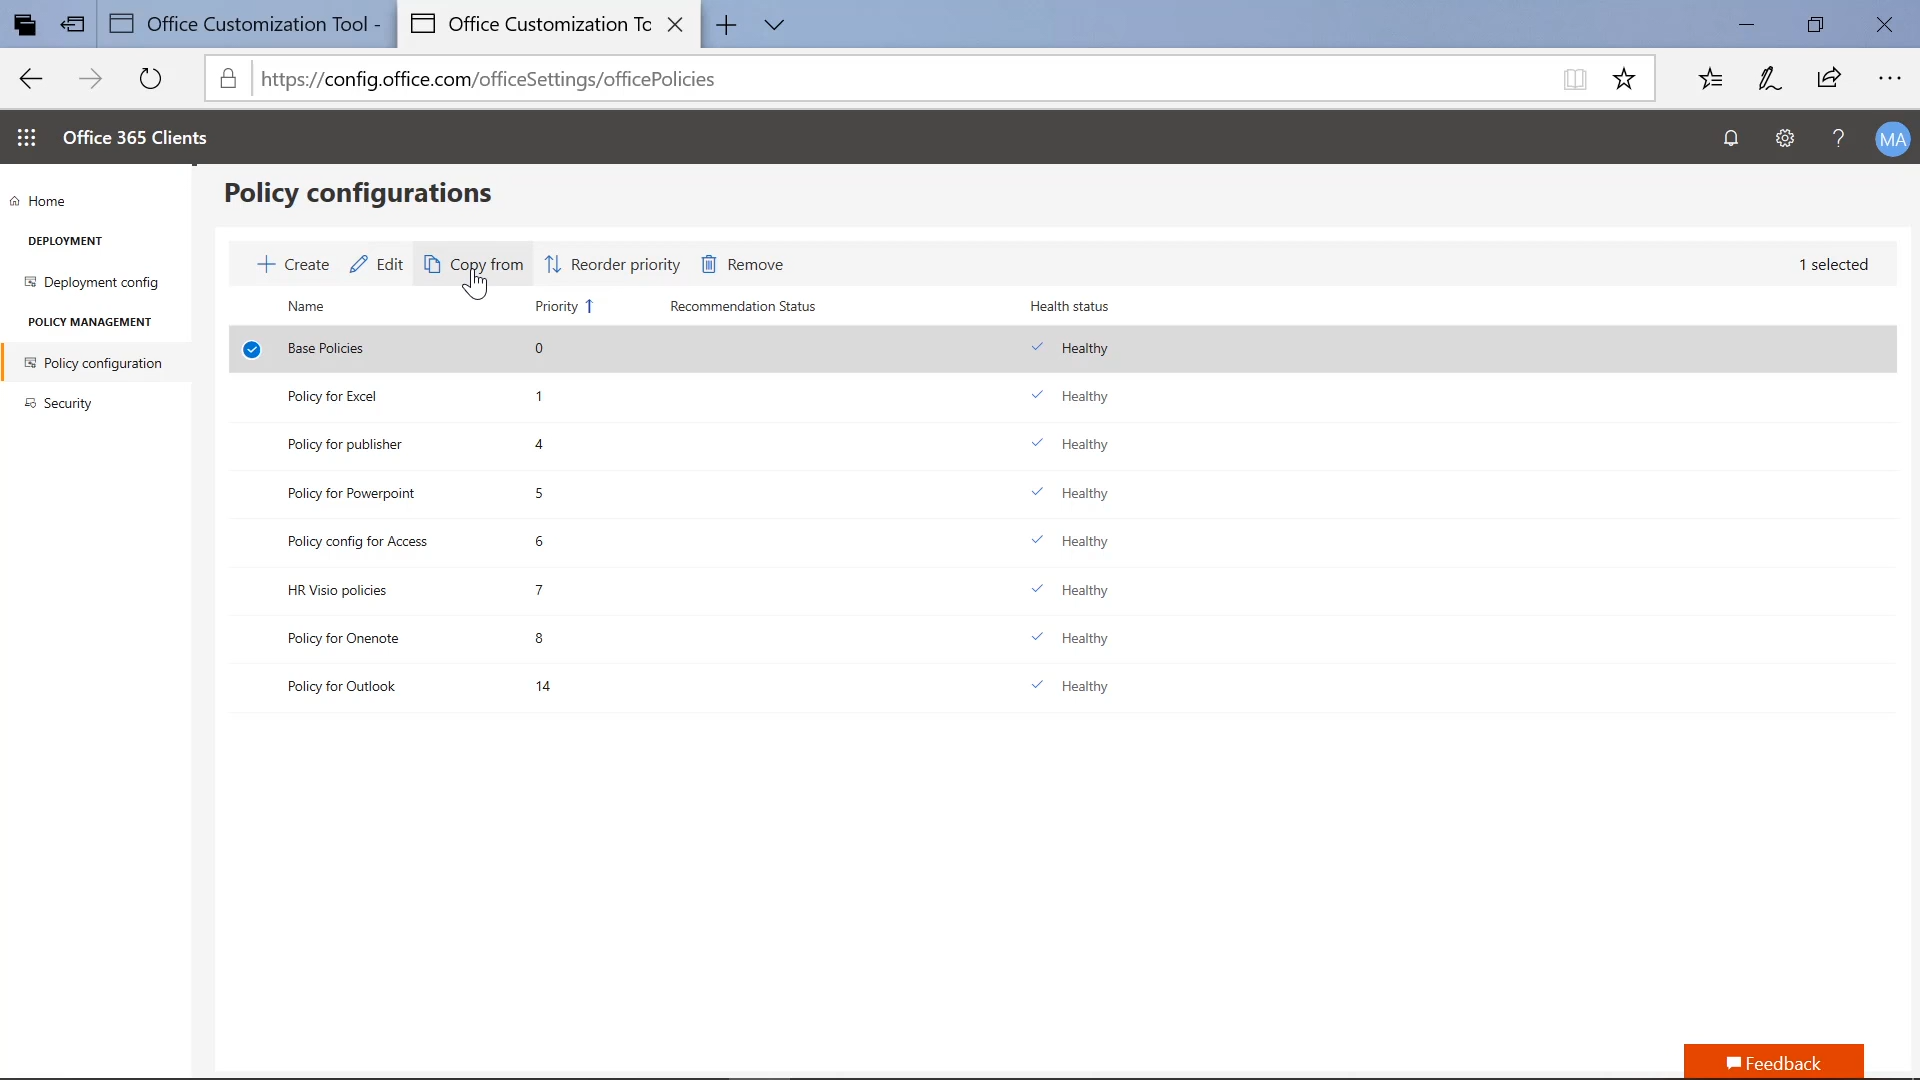 Office Customization Tool -
Office Customization To
https://config.office.com/officeSettings/officePolicies
Office 365 Clients
MA
Home
DEPLOYMENT
Deployment config
POLICY MANAGEMENT
Policy configuration
Security
Policy configurations
Create Edit Copy from Reorder priority Remove 1 selected
Name Priority Recommendation Status Health status
Base Policies 0 Healthy
Policy for Excel 1 Healthy
Policy for publisher 4 Healthy
Policy for Powerpoint 5 Healthy
Policy config for Access 6 Healthy
HR Visio policies 7 Healthy
Policy for Onenote 8 Healthy
Policy for Outlook 14 Healthy
Feedback